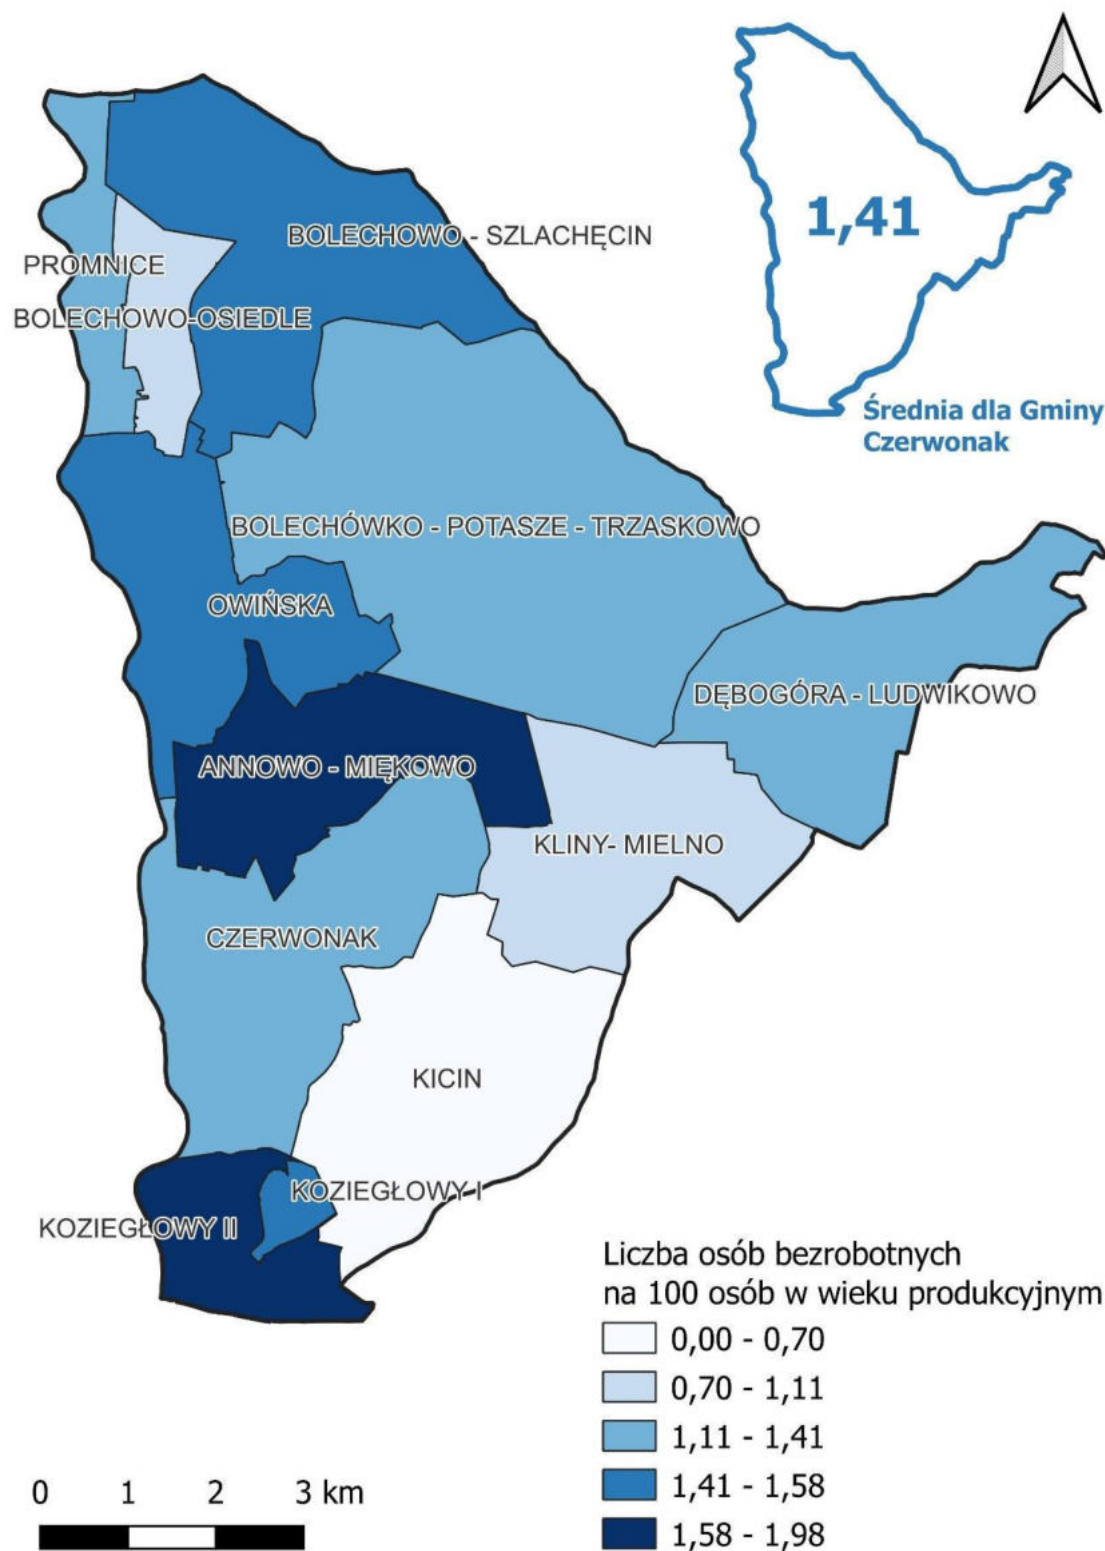 1,41
Średnia dla Gminy
Czerwonak
BOLECHOWO - SZLACHĘCIN
PROMNICE
BOLECHOWO-OSIEDLE
BOLECHÓWKO - POTASZE - TRZASKOWO
OWIŃSKA
DĘBOGÓRA - LUDWIKOWO
ANNOWO - MIĘKOWO
KLINY- MIELNO
CZERWONAK
KICIN
KOZIEGŁOWY I
KOZIEGŁOWY II
Liczba osób bezrobotnych
na 100 osób w wieku produkcyjnym
0,00 - 0,70
0,70 - 1,11
1,11 - 1,41
1,41 - 1,58
1,58 - 1,98
0 1 2 3 km